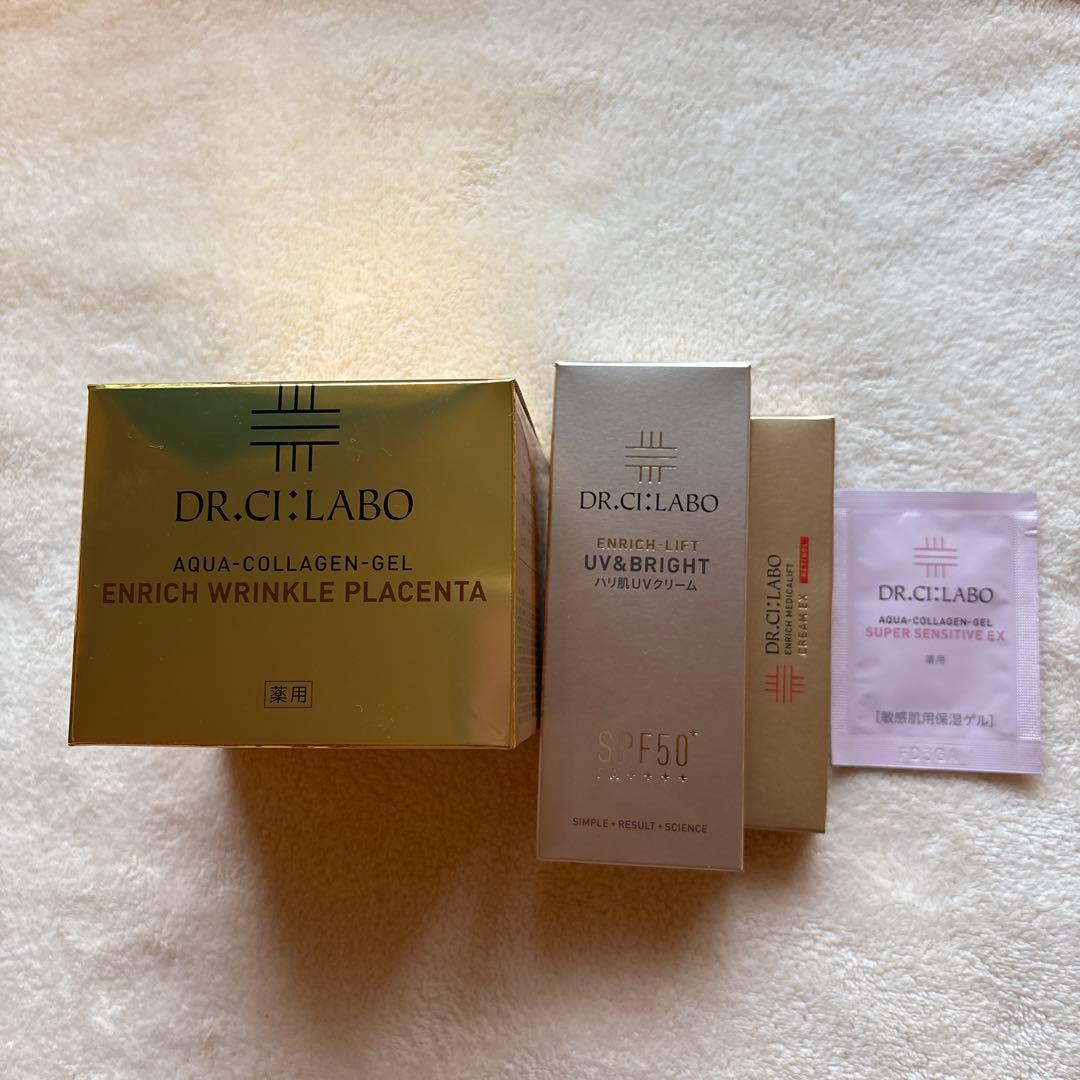 DR.CI:LABO
AQUA-COLLAGEN-GEL
ENRICH WRINKLE PLACENTA
薬用
DR.CI:LABO
ENRICH-LIFT
UV&BRIGHT
ハリ肌UVクリーム
SPF50+
PA++++
SIMPLE+RESULT+SCIENCE
DR.CI:LABO
ENRICH MEDICALIFT
CREAM EX RETINOL
DR.CI:LABO
AQUA-COLLAGEN-GEL
SUPER SENSITIVE EX
薬用
[敏感肌用保湿ゲル]